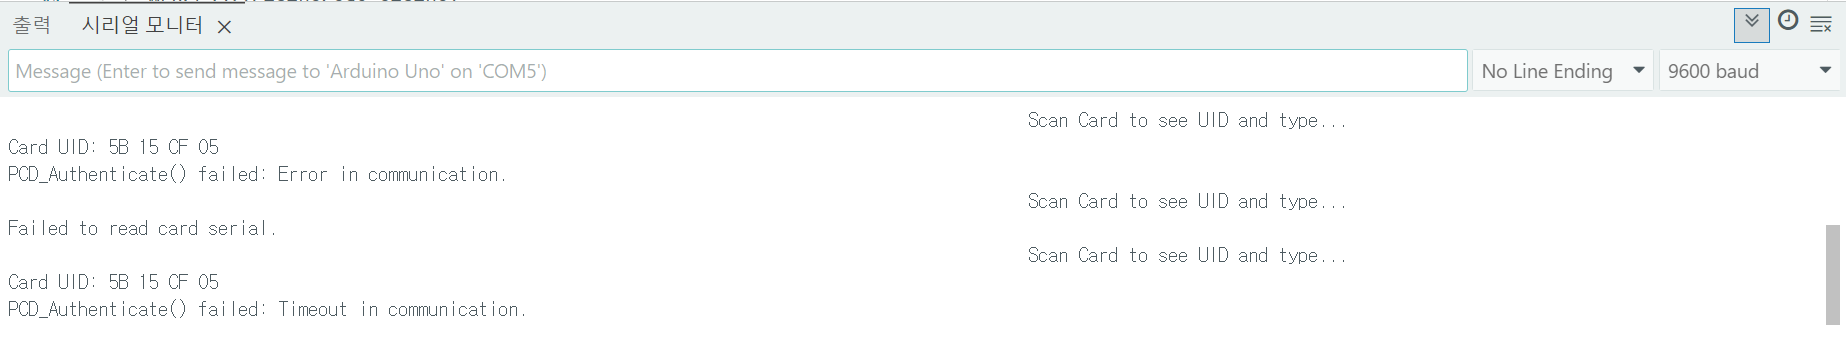 출력 시리얼 모니터
Message (Enter to send message to 'Arduino Uno' on 'COM5')
No Line Ending
9600 baud
Scan Card to see UID and type...
Card UID: 5B 15 CF 05
PCD_Authenticate() failed: Error in communication.
Scan Card to see UID and type...
Failed to read card serial.
Scan Card to see UID and type...
Card UID: 5B 15 CF 05
PCD_Authenticate() failed: Timeout in communication.